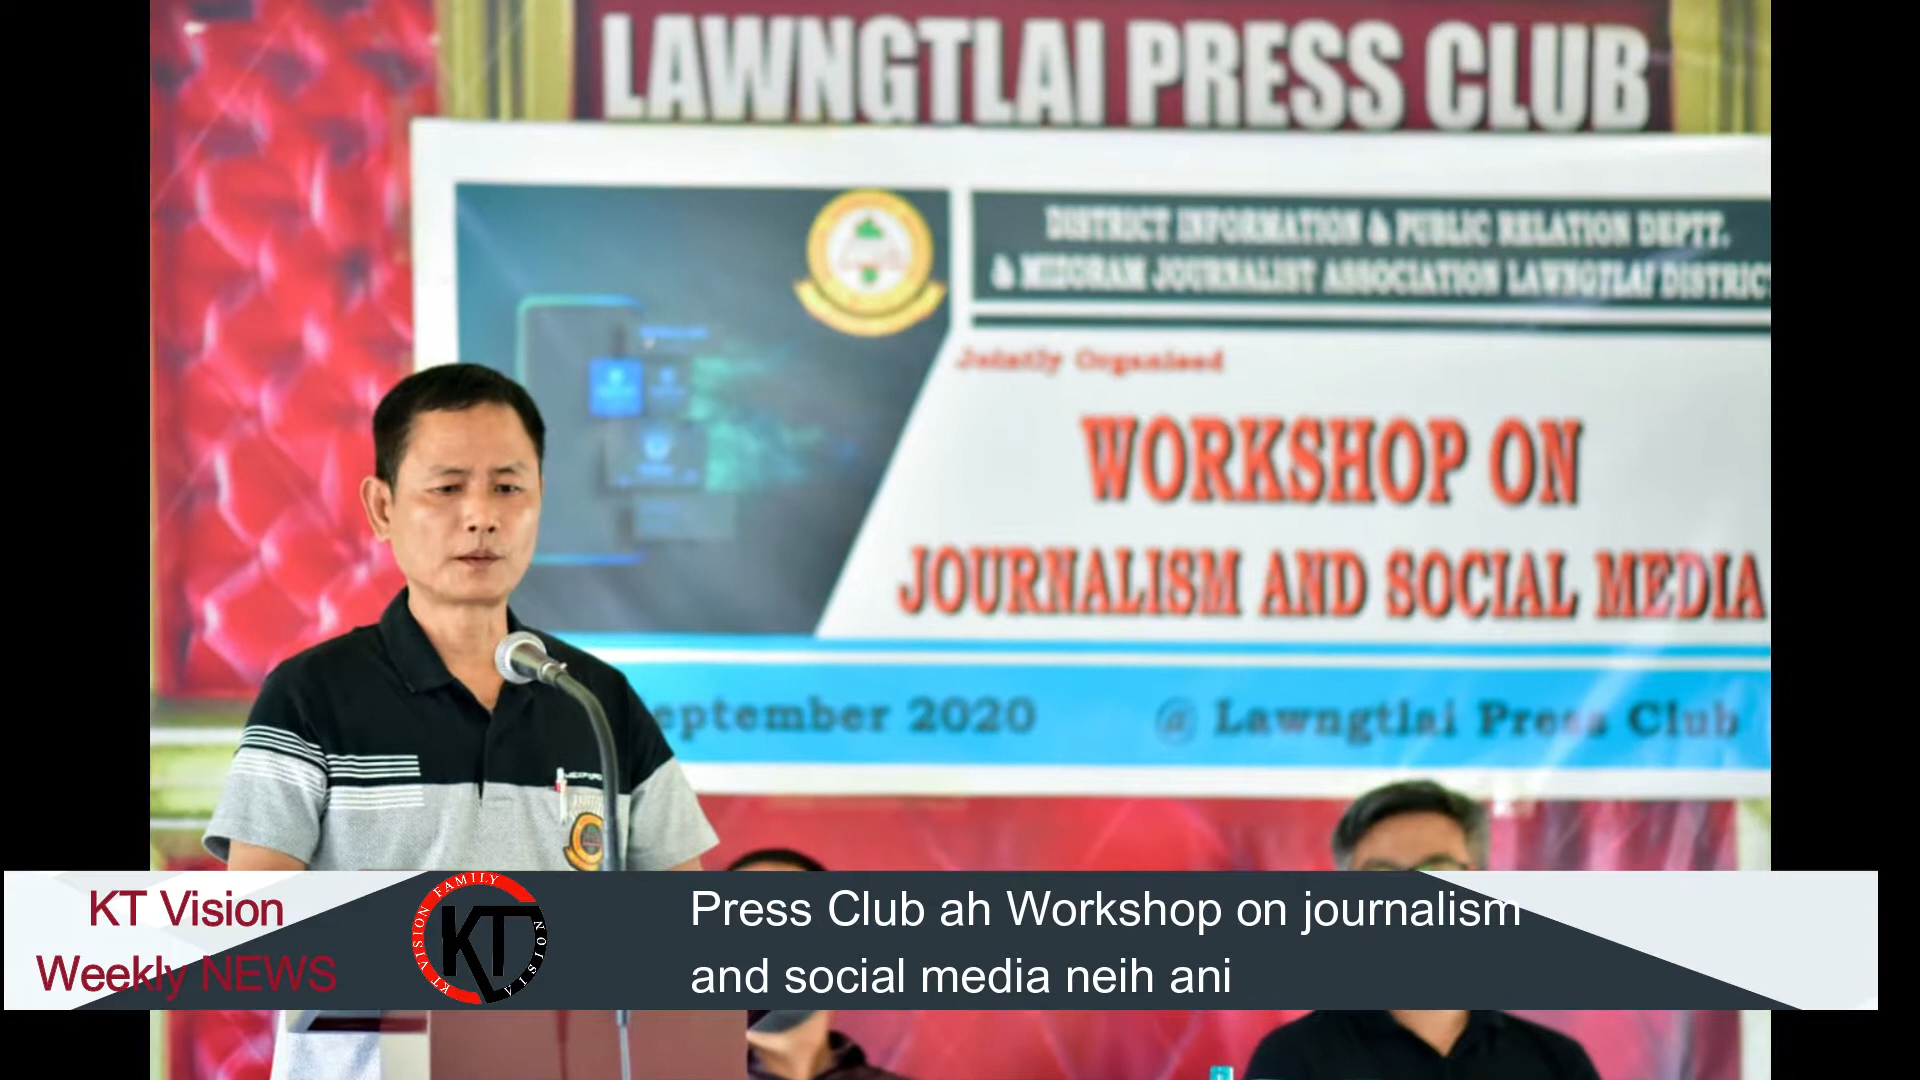 LAWNGTLAI PRESS CLUB
DISTRICT INFORMATION & PUBLIC RELATION DEPTT.
& MIZORAM JOURNALIST ASSOCIATION LAWNGTLAI DISTRIC
Jointly Organised
WORKSHOP ON
JOURNALISM AND SOCIAL MEDIA
eptember 2020 @ Lawngtlai Press Club
KT Vision
Weekly NEWS
KT VISION FAMILY
KT
VISION
Press Club ah Workshop on journalism
and social media neih ani